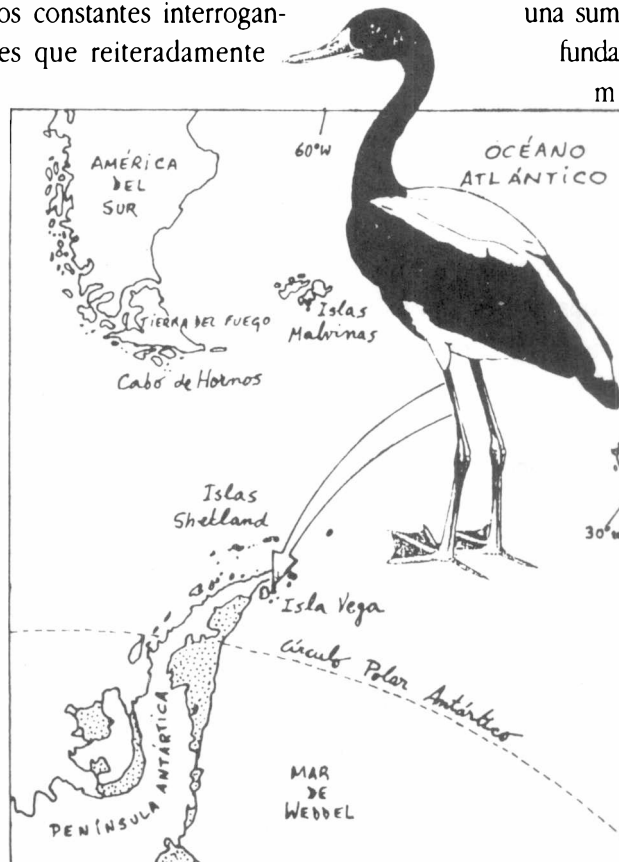 os constantes interrogan-
es que reiteradamente
una sum
funda
m
60°W
AMÉRICA
DEL
SUR
OCÉANO
ATLÁNTICO
Islas
Malvinas
TIERRA DEL FUEGO
Cabo de Hornos
Islas
Shetland
30°W
Isla Vega
Círculo Polar Antártico
PENÍNSULA ANTÁRTICA
MAR
DE
WEDDEL